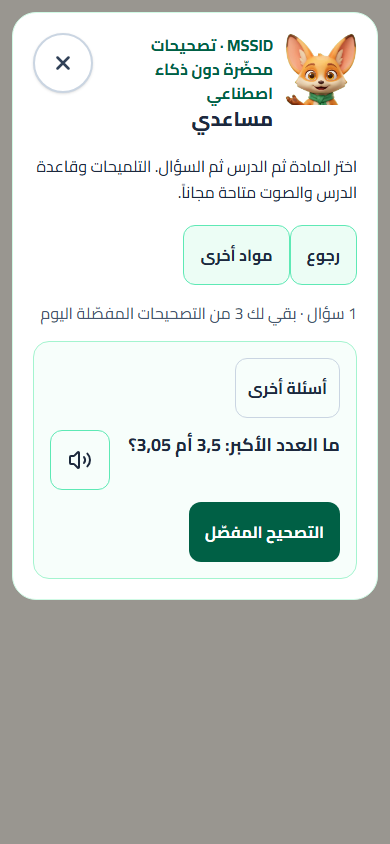 MSSID · تصحيحات
محضّرة دون ذكاء
اصطناعي
مساعدي
اختر المادة ثم الدرس ثم السؤال. التلميحات وقاعدة
الدرس والصوت متاحة مجاناً.
رجوع
مواد أخرى
1 سؤال · بقي لك 3 من التصحيحات المفصّلة اليوم
أسئلة أخرى
ما العدد الأكبر: 3,5 أم 3,05؟
التصحيح المفصّل